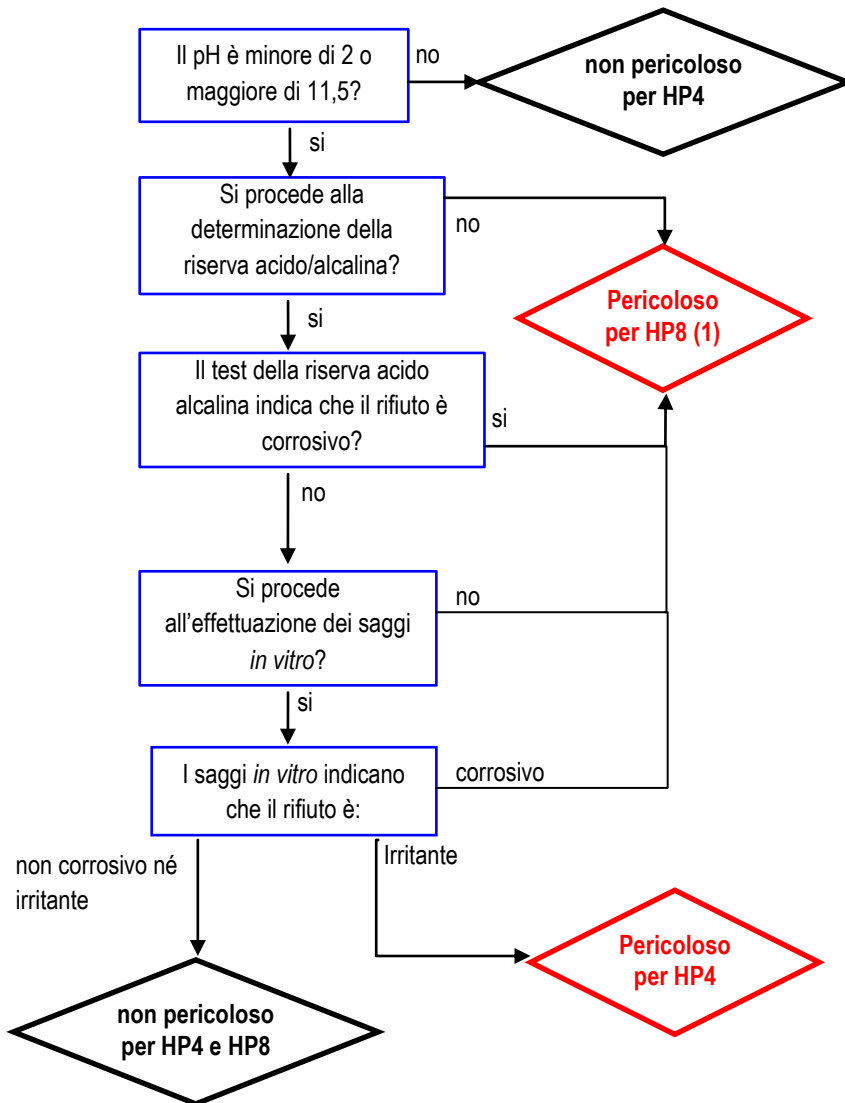 Il pH è minore di 2 o
maggiore di 11,5?
no
non pericoloso
per HP4
si
Si procede alla
determinazione della
riserva acido/alcalina?
no
Pericoloso
per HP8 (1)
si
Il test della riserva acido
alcalina indica che il rifiuto è
corrosivo?
si
no
Si procede
all'effettuazione dei saggi
in vitro?
no
si
I saggi in vitro indicano
che il rifiuto è:
corrosivo
non corrosivo né
irritante
Irritante
Pericoloso
per HP4
non pericoloso
per HP4 e HP8